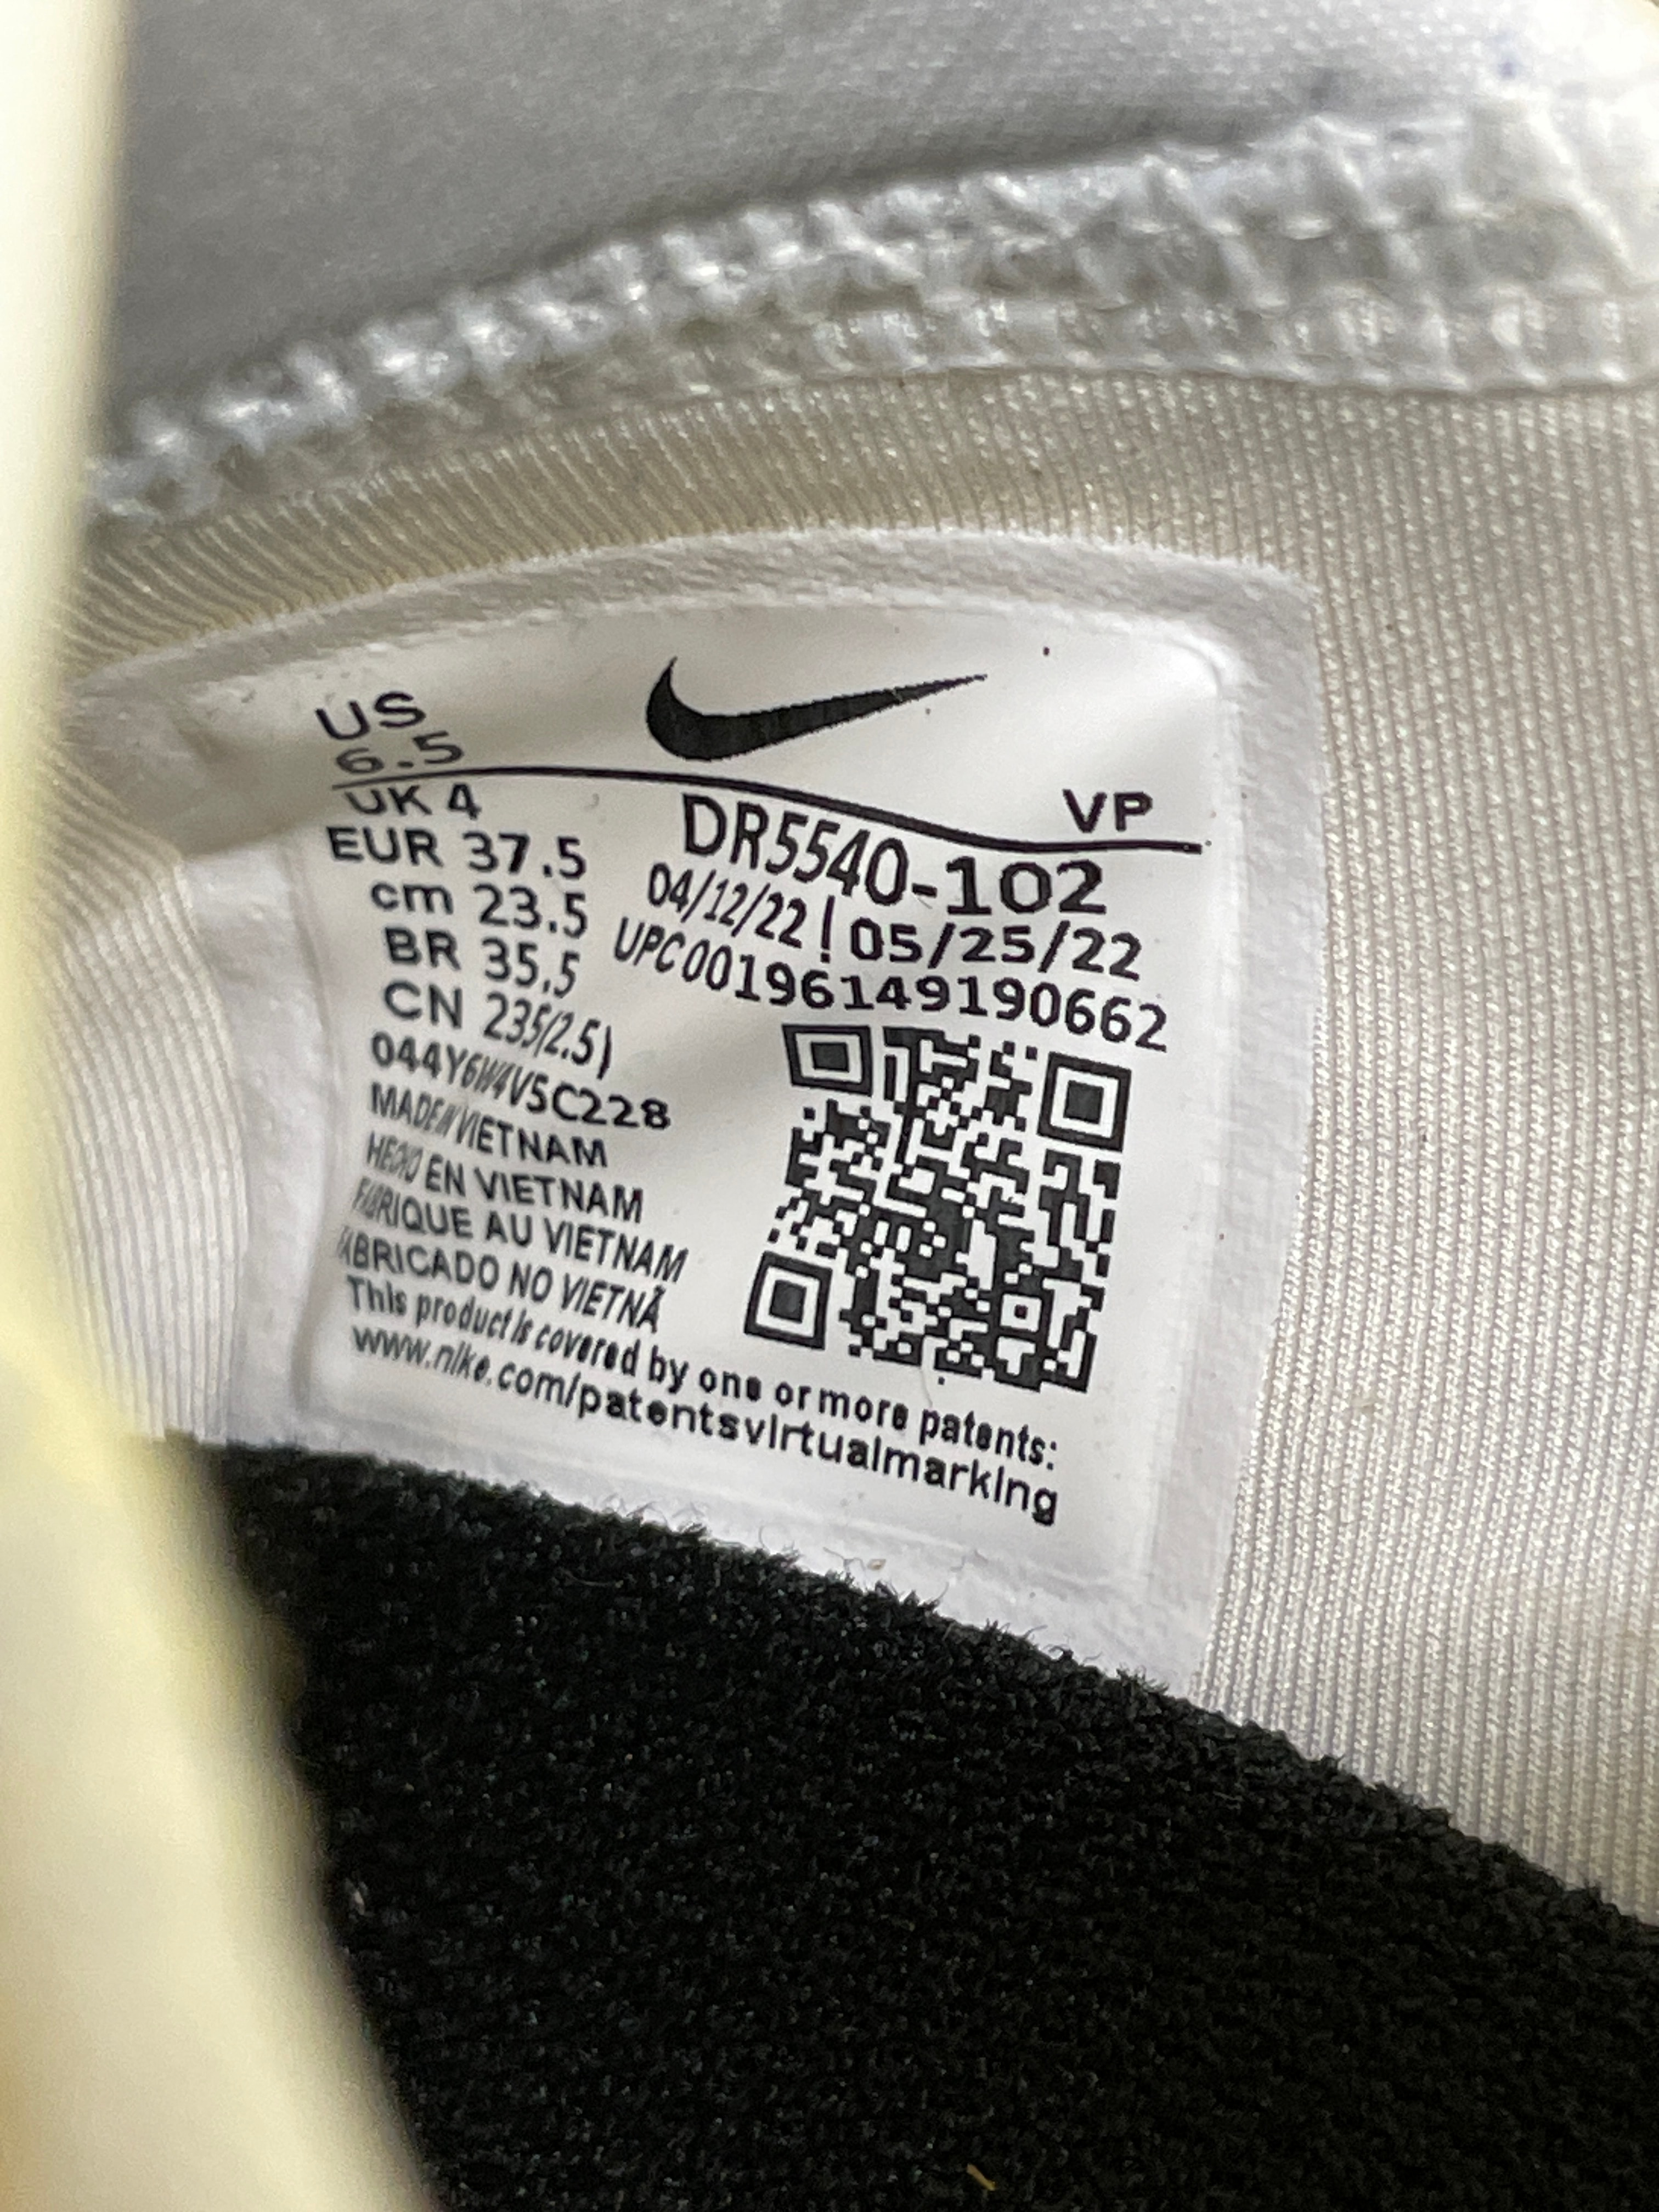 US
6.5
VP
UK 4
EUR 37.5
cm 23.5
BR 35.5
CN 235(2.5)
044Y6W4V5C228
MADE IN VIETNAM
HECHO EN VIETNAM
FABRIQUE AU VIETNAM
FABRICADO NO VIETNÃ
DR5540-102
04/12/22 | 05/25/22
UPC 00196149190662
This product is covered by one or more patents:
www.nike.com/patentsvirtualmarking